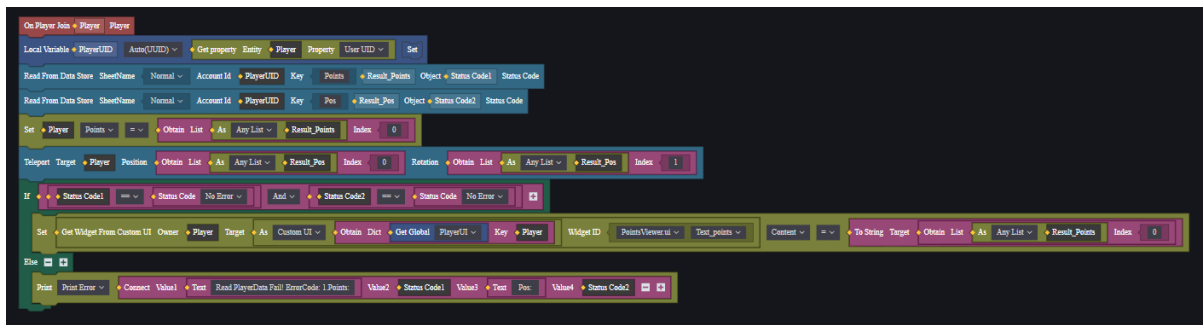 On Player Join Player Player
Local Variable PlayerUID Auto(UUID) Get property Entity Player Property User UID Set
Read From Data Store SheetName Normal Account Id PlayerUID Key Points Result_Points Object Status Code1 Status Code
Read From Data Store SheetName Normal Account Id PlayerUID Key Pos Result_Pos Object Status Code2 Status Code
Set Player Points = Obtain List As Any List Result_Points Index 0
Teleport Target Player Position Obtain List As Any List Result_Pos Index 0 Rotation Obtain List As Any List Result_Pos Index 1
If Status Code1 == Status Code No Error And Status Code2 == Status Code No Error
Set Get Widget From Custom UI Owner Player Target As Custom UI Obtain Dict Get Global PlayerUI Key Player Widget ID PointsViewer.ui Text_points Content = To String Target Obtain List As Any List Result_Points Index 0
Else
Print Print Error Connect Value1 Text Read PlayerData Fail! ErrorCode: 1.Points: Value2 Status Code1 Value3 Text Pos: Value4 Status Code2